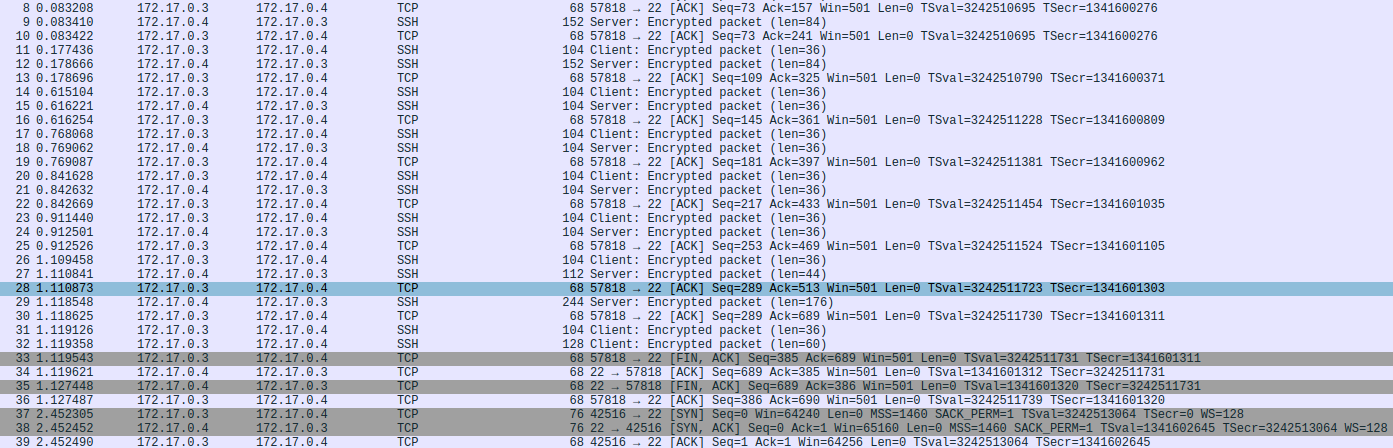 8 0.083208 172.17.0.3 172.17.0.4 TCP 68 57818 → 22 [ACK] Seq=73 Ack=157 Win=501 Len=0 TSval=3242510695 TSecr=1341600276
9 0.083410 172.17.0.4 172.17.0.3 SSH 152 Server: Encrypted packet (len=84)
10 0.083422 172.17.0.3 172.17.0.4 TCP 68 57818 → 22 [ACK] Seq=73 Ack=241 Win=501 Len=0 TSval=3242510695 TSecr=1341600276
11 0.177436 172.17.0.3 172.17.0.4 SSH 104 Client: Encrypted packet (len=36)
12 0.178666 172.17.0.4 172.17.0.3 SSH 152 Server: Encrypted packet (len=84)
13 0.178696 172.17.0.3 172.17.0.4 TCP 68 57818 → 22 [ACK] Seq=109 Ack=325 Win=501 Len=0 TSval=3242510790 TSecr=1341600371
14 0.615104 172.17.0.3 172.17.0.4 SSH 104 Client: Encrypted packet (len=36)
15 0.616221 172.17.0.4 172.17.0.3 SSH 104 Server: Encrypted packet (len=36)
16 0.616254 172.17.0.3 172.17.0.4 TCP 68 57818 → 22 [ACK] Seq=145 Ack=361 Win=501 Len=0 TSval=3242511228 TSecr=1341600809
17 0.768068 172.17.0.3 172.17.0.4 SSH 104 Client: Encrypted packet (len=36)
18 0.769062 172.17.0.4 172.17.0.3 SSH 104 Server: Encrypted packet (len=36)
19 0.769087 172.17.0.3 172.17.0.4 TCP 68 57818 → 22 [ACK] Seq=181 Ack=397 Win=501 Len=0 TSval=3242511381 TSecr=1341600962
20 0.841628 172.17.0.3 172.17.0.4 SSH 104 Client: Encrypted packet (len=36)
21 0.842632 172.17.0.4 172.17.0.3 SSH 104 Server: Encrypted packet (len=36)
22 0.842669 172.17.0.3 172.17.0.4 TCP 68 57818 → 22 [ACK] Seq=217 Ack=433 Win=501 Len=0 TSval=3242511454 TSecr=1341601035
23 0.911440 172.17.0.3 172.17.0.4 SSH 104 Client: Encrypted packet (len=36)
24 0.912501 172.17.0.4 172.17.0.3 SSH 104 Server: Encrypted packet (len=36)
25 0.912526 172.17.0.3 172.17.0.4 TCP 68 57818 → 22 [ACK] Seq=253 Ack=469 Win=501 Len=0 TSval=3242511524 TSecr=1341601105
26 1.109458 172.17.0.3 172.17.0.4 SSH 104 Client: Encrypted packet (len=36)
27 1.110841 172.17.0.4 172.17.0.3 SSH 112 Server: Encrypted packet (len=44)
28 1.110873 172.17.0.3 172.17.0.4 TCP 68 57818 → 22 [ACK] Seq=289 Ack=513 Win=501 Len=0 TSval=3242511723 TSecr=1341601303
29 1.118548 172.17.0.4 172.17.0.3 SSH 244 Server: Encrypted packet (len=176)
30 1.118625 172.17.0.3 172.17.0.4 TCP 68 57818 → 22 [ACK] Seq=289 Ack=689 Win=501 Len=0 TSval=3242511730 TSecr=1341601311
31 1.119126 172.17.0.3 172.17.0.4 SSH 104 Client: Encrypted packet (len=36)
32 1.119358 172.17.0.3 172.17.0.4 SSH 128 Client: Encrypted packet (len=60)
33 1.119543 172.17.0.3 172.17.0.4 TCP 68 57818 → 22 [FIN, ACK] Seq=385 Ack=689 Win=501 Len=0 TSval=3242511731 TSecr=1341601311
34 1.119621 172.17.0.4 172.17.0.3 TCP 68 22 → 57818 [ACK] Seq=689 Ack=385 Win=501 Len=0 TSval=1341601312 TSecr=3242511731
35 1.127448 172.17.0.4 172.17.0.3 TCP 68 22 → 57818 [FIN, ACK] Seq=689 Ack=386 Win=501 Len=0 TSval=1341601320 TSecr=3242511731
36 1.127487 172.17.0.3 172.17.0.4 TCP 68 57818 → 22 [ACK] Seq=386 Ack=690 Win=501 Len=0 TSval=3242511739 TSecr=1341601320
37 2.452305 172.17.0.3 172.17.0.4 TCP 76 42516 → 22 [SYN] Seq=0 Win=64240 Len=0 MSS=1460 SACK_PERM=1 TSval=3242513064 TSecr=0 WS=128
38 2.452452 172.17.0.4 172.17.0.3 TCP 76 22 → 42516 [SYN, ACK] Seq=0 Ack=1 Win=65160 Len=0 MSS=1460 SACK_PERM=1 TSval=1341602645 TSecr=3242513064 WS=128
39 2.452490 172.17.0.3 172.17.0.4 TCP 68 42516 → 22 [ACK] Seq=1 Ack=1 Win=64256 Len=0 TSval=3242513064 TSecr=1341602645